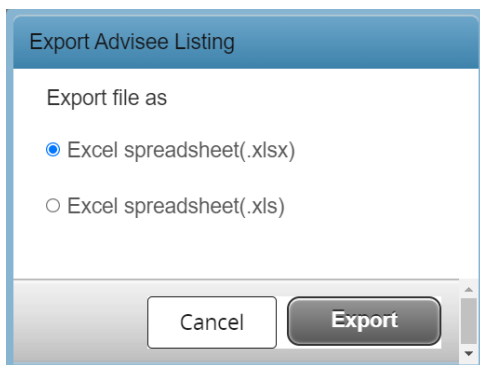 Export Advisee Listing
Export file as
Excel spreadsheet(.xlsx)
Excel spreadsheet(.xls)
Cancel Export